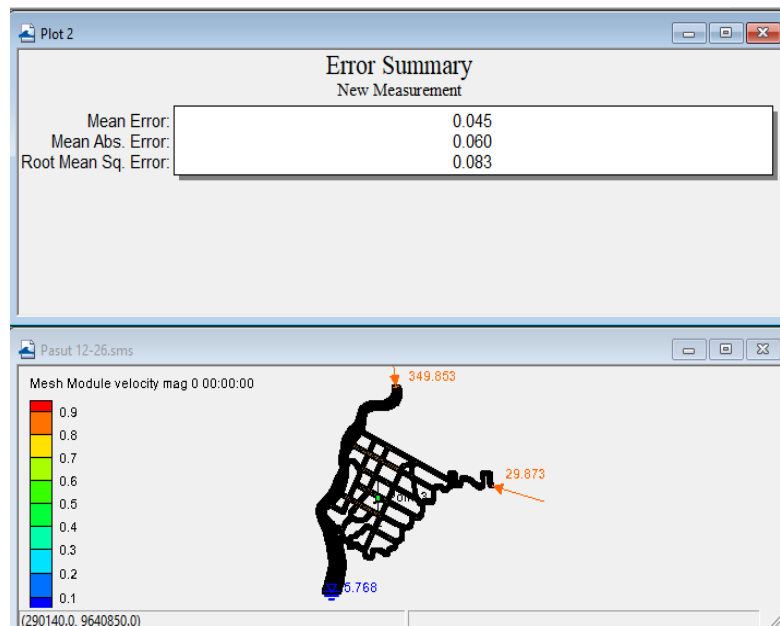 Plot 2
Error Summary
New Measurement
Mean Error: 0.045
Mean Abs. Error: 0.060
Root Mean Sq. Error: 0.083
Pasut 12-26.sms
Mesh Module velocity mag 0 00:00:00
349.853
0.9
0.8
0.7
0.6
0.5
0.4
0.3
0.2
0.1
29.873
5.768
(290140.0, 9640850.0)